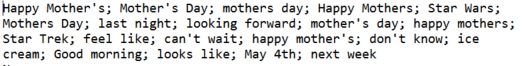 Happy Mother's; Mother's Day; mothers day; Happy Mothers; Star Wars;
Mothers Day; last night; looking forward; mother's day; happy mothers;
Star Trek; feel like; can't wait; happy mother's; don't know; ice
cream; Good morning; looks like; May 4th; next week